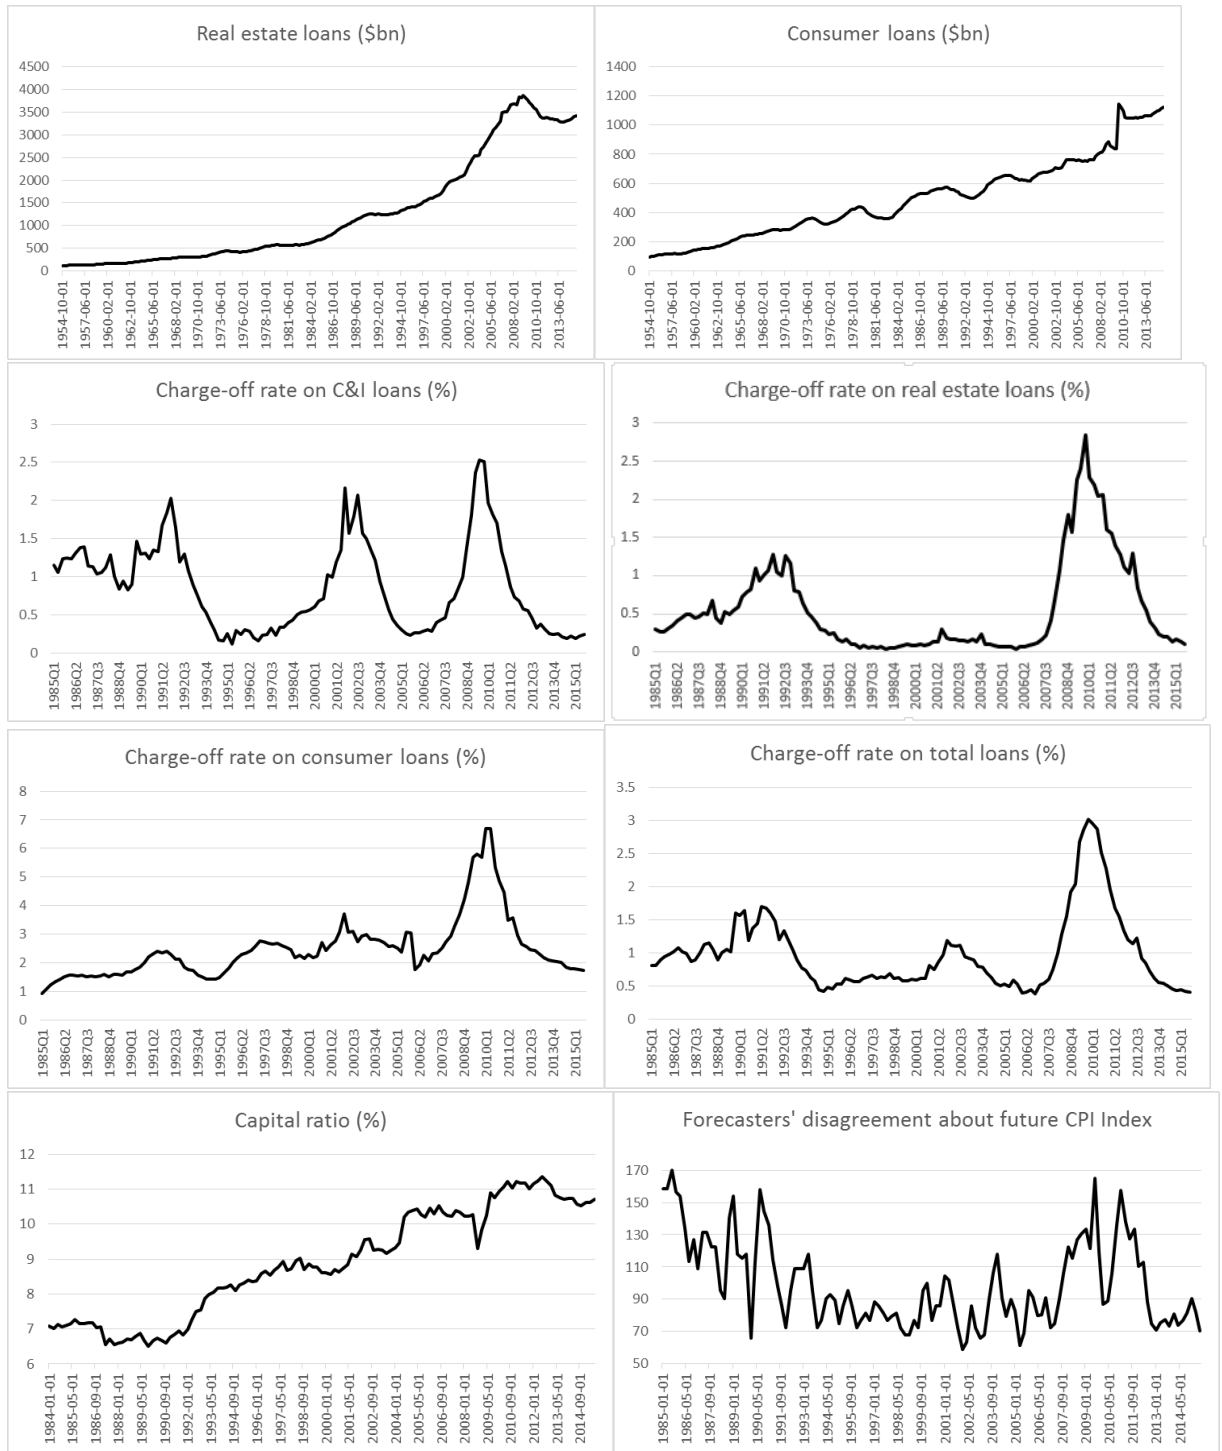 Real estate loans ($bn)
4500
4000
3500
3000
2500
2000
1500
1000
500
0
1954-10-01
1957-06-01
1960-02-01
1962-10-01
1965-06-01
1968-02-01
1970-10-01
1973-06-01
1976-02-01
1978-10-01
1981-06-01
1984-02-01
1986-10-01
1989-06-01
1992-02-01
1994-10-01
1997-06-01
2000-02-01
2002-10-01
2005-06-01
2008-02-01
2010-10-01
2013-06-01
Consumer loans ($bn)
1400
1200
1000
800
600
400
200
0
1954-10-01
1957-06-01
1960-02-01
1962-10-01
1965-06-01
1968-02-01
1970-10-01
1973-06-01
1976-02-01
1978-10-01
1981-06-01
1984-02-01
1986-10-01
1989-06-01
1992-02-01
1994-10-01
1997-06-01
2000-02-01
2002-10-01
2005-06-01
2008-02-01
2010-10-01
2013-06-01
Charge-off rate on C&I loans (%)
3
2.5
2
1.5
1
0.5
0
1985Q1
1986Q2
1987Q3
1988Q4
1990Q1
1991Q2
1992Q3
1993Q4
1995Q1
1996Q2
1997Q3
1998Q4
2000Q1
2001Q2
2002Q3
2003Q4
2005Q1
2006Q2
2007Q3
2008Q4
2010Q1
2011Q2
2012Q3
2013Q4
2015Q1
Charge-off rate on real estate loans (%)
3
2.5
2
1.5
1
0.5
0
1985Q1
1986Q2
1987Q3
1988Q4
1990Q1
1991Q2
1992Q3
1993Q4
1995Q1
1996Q2
1997Q3
1998Q4
2000Q1
2001Q2
2002Q3
2003Q4
2005Q1
2006Q2
2007Q3
2008Q4
2010Q1
2011Q2
2012Q3
2013Q4
2015Q1
Charge-off rate on consumer loans (%)
8
7
6
5
4
3
2
1
0
1985Q1
1986Q2
1987Q3
1988Q4
1990Q1
1991Q2
1992Q3
1993Q4
1995Q1
1996Q2
1997Q3
1998Q4
2000Q1
2001Q2
2002Q3
2003Q4
2005Q1
2006Q2
2007Q3
2008Q4
2010Q1
2011Q2
2012Q3
2013Q4
2015Q1
Charge-off rate on total loans (%)
3.5
3
2.5
2
1.5
1
0.5
0
1985Q1
1986Q2
1987Q3
1988Q4
1990Q1
1991Q2
1992Q3
1993Q4
1995Q1
1996Q2
1997Q3
1998Q4
2000Q1
2001Q2
2002Q3
2003Q4
2005Q1
2006Q2
2007Q3
2008Q4
2010Q1
2011Q2
2012Q3
2013Q4
2015Q1
Capital ratio (%)
12
11
10
9
8
7
6
1984-01-01
1985-05-01
1986-09-01
1988-01-01
1989-05-01
1990-09-01
1992-01-01
1993-05-01
1994-09-01
1996-01-01
1997-05-01
1998-09-01
2000-01-01
2001-05-01
2002-09-01
2004-01-01
2005-05-01
2006-09-01
2008-01-01
2009-05-01
2010-09-01
2012-01-01
2013-05-01
2014-09-01
Forecasters' disagreement about future CPI Index
170
150
130
110
90
70
50
1985-01-01
1986-05-01
1987-09-01
1989-01-01
1990-05-01
1991-09-01
1993-01-01
1994-05-01
1995-09-01
1997-01-01
1998-05-01
1999-09-01
2001-01-01
2002-05-01
2003-09-01
2005-01-01
2006-05-01
2007-09-01
2009-01-01
2010-05-01
2011-09-01
2013-01-01
2014-05-01